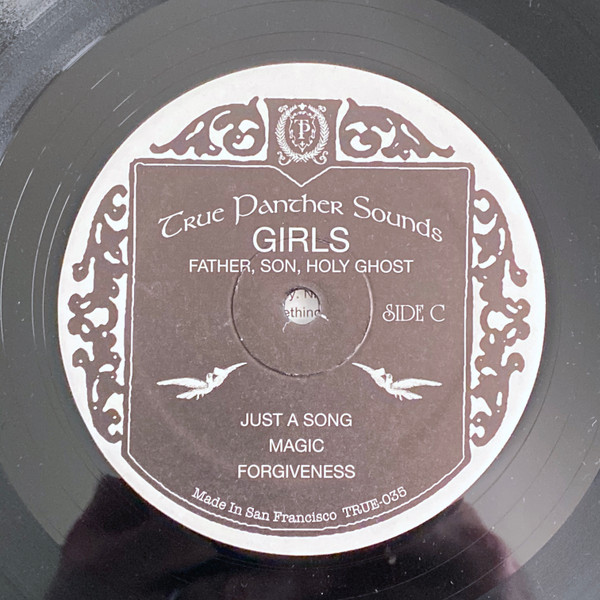 TP
True Panther Sounds
GIRLS
FATHER, SON, HOLY GHOST
SIDE C
JUST A SONG
MAGIC
FORGIVENESS
Made In San Francisco TRUE-035